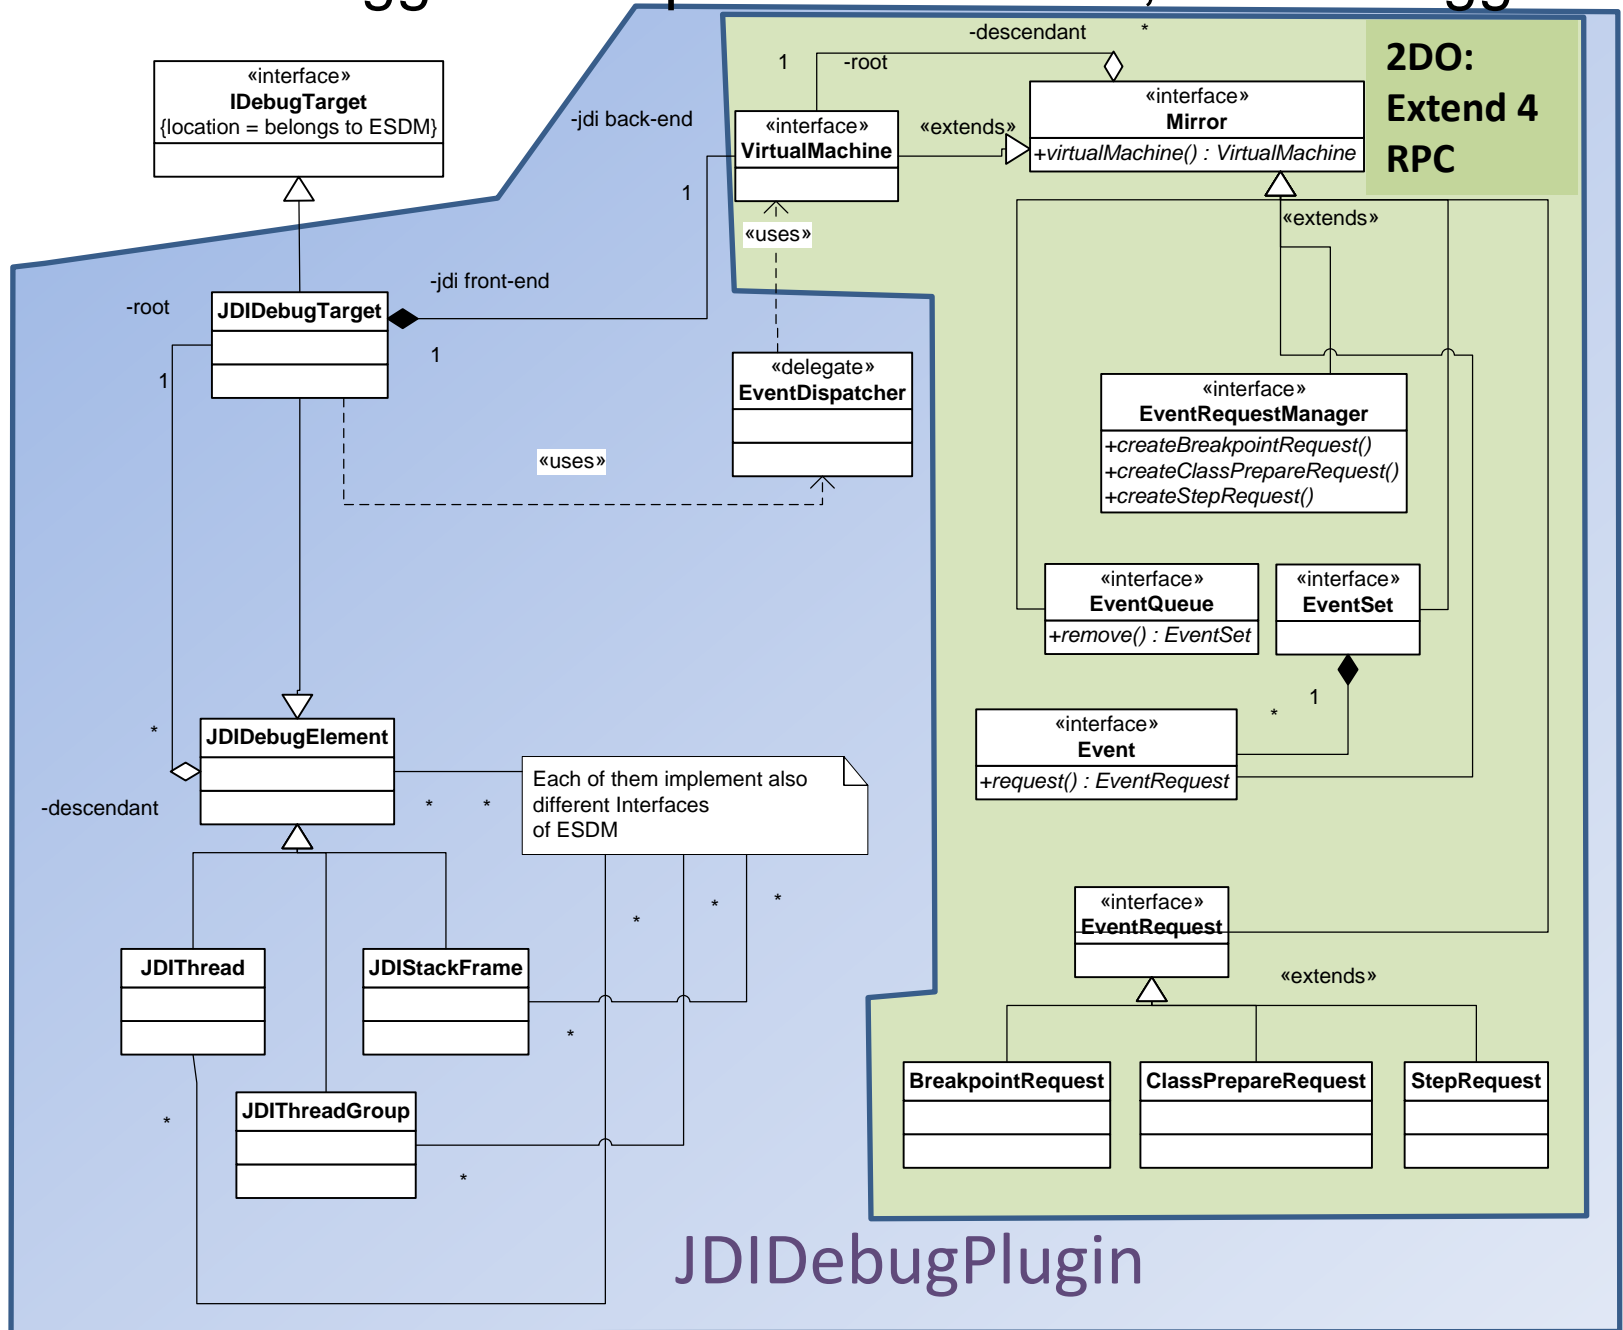 -descendant
*
1
-root
2DO:
Extend 4
RPC
«interface»
IDebugTarget
{location = belongs to ESDM}
-jdi back-end
«interface»
VirtualMachine
«extends»
«interface»
Mirror
+virtualMachine() : VirtualMachine
1
«uses»
«extends»
-jdi front-end
-root
JDIDebugTarget
1
1
«delegate»
EventDispatcher
«interface»
EventRequestManager
+createBreakpointRequest()
+createClassPrepareRequest()
+createStepRequest()
«uses»
«interface»
EventQueue
+remove() : EventSet
«interface»
EventSet
1
*
«interface»
Event
+request() : EventRequest
*
JDIDebugElement
-descendant
*
*
Each of them implement also
different Interfaces
of ESDM
*
*
*
«interface»
EventRequest
«extends»
JDIThread
JDIStackFrame
*
BreakpointRequest
ClassPrepareRequest
StepRequest
JDIThreadGroup
*
*
JDIDebugPlugin